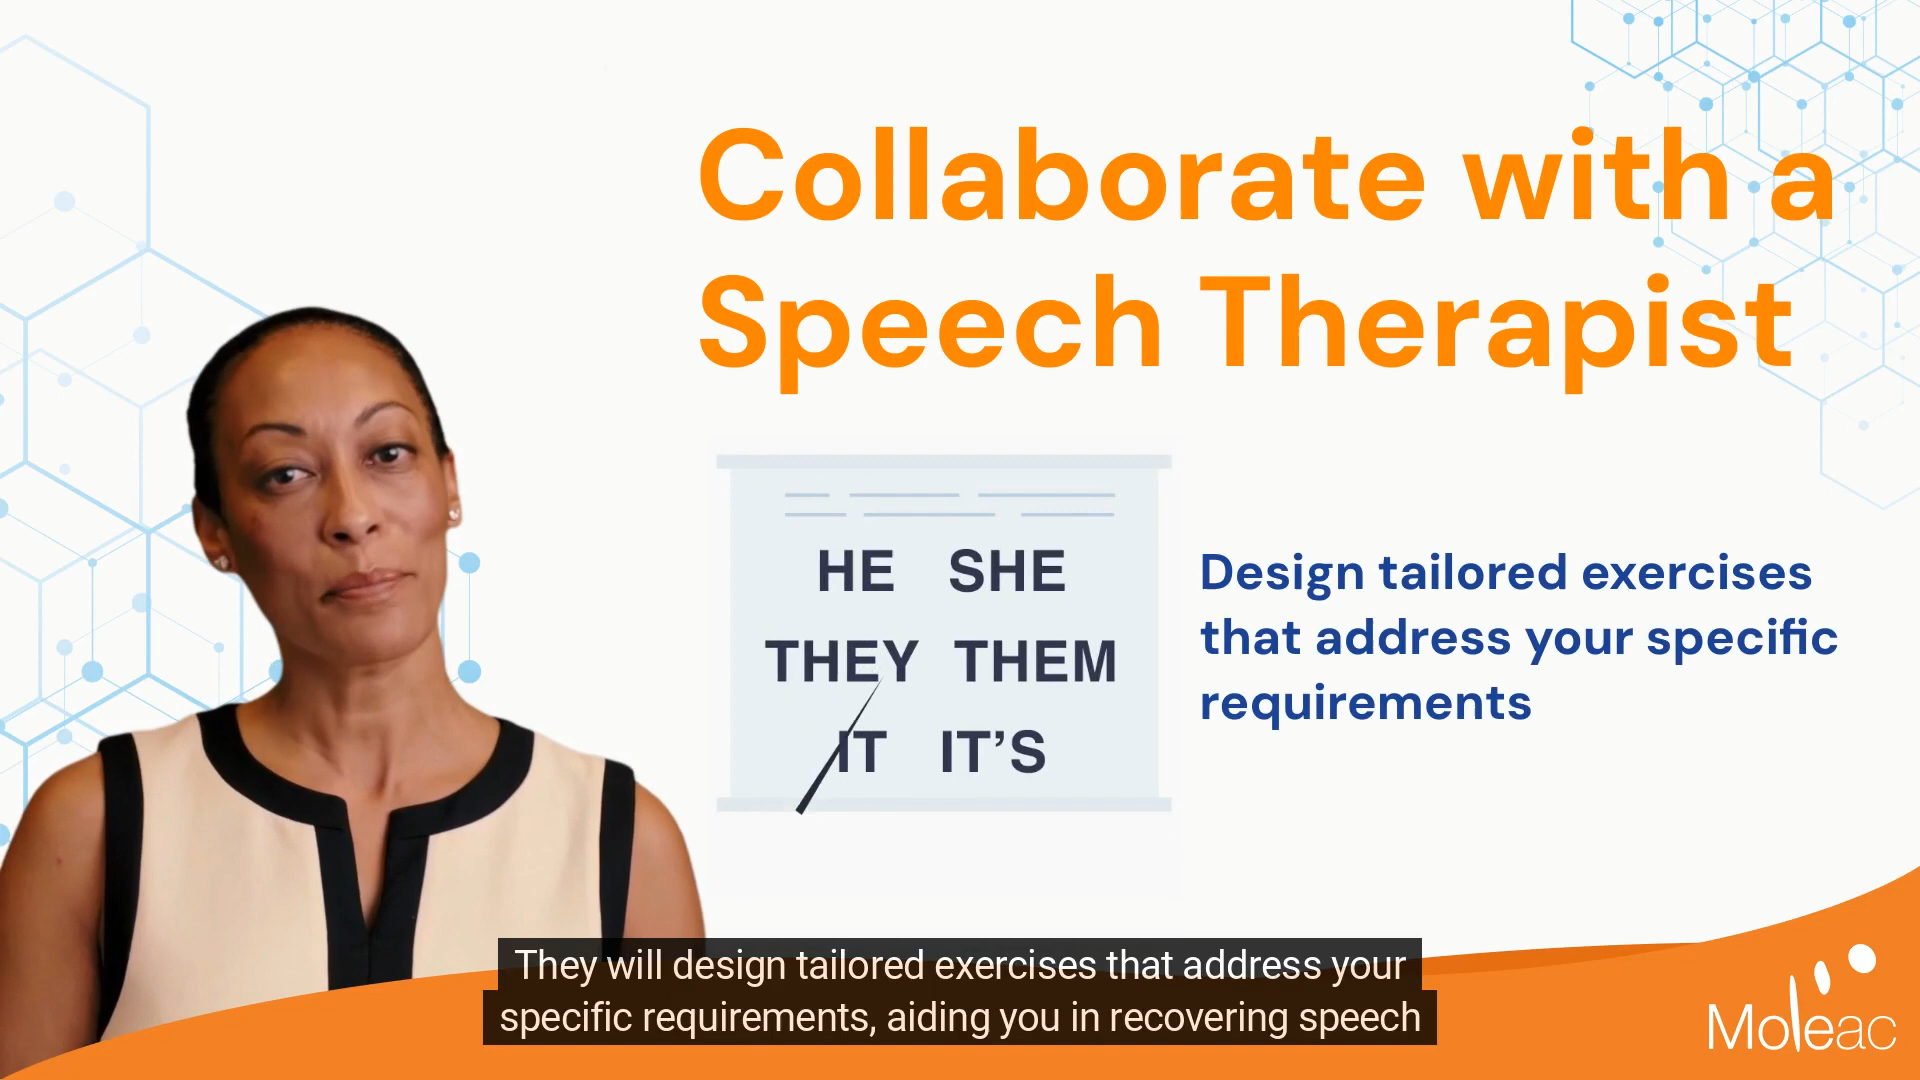 Collaborate with a
Speech Therapist
HE SHE
THEY THEM
IT IT’S
Design tailored exercises
that address your specific
requirements
They will design tailored exercises that address your
specific requirements, aiding you in recovering speech
Moleac